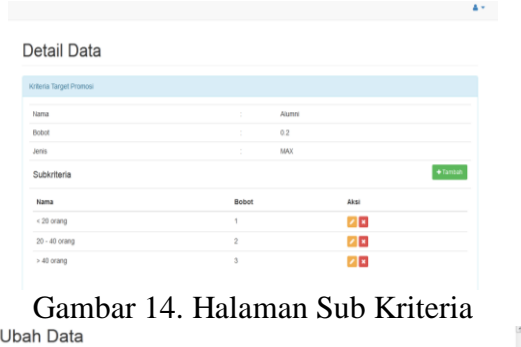 Detail Data
Kriteria Target Promosi
Nama : Alumni
Bobot : 0.2
Jenis : MAX
Subkriteria +Tambah
Nama Bobot Aksi
< 20 orang 1
20 - 40 orang 2
> 40 orang 3
Gambar 14. Halaman Sub Kriteria
Ubah Data